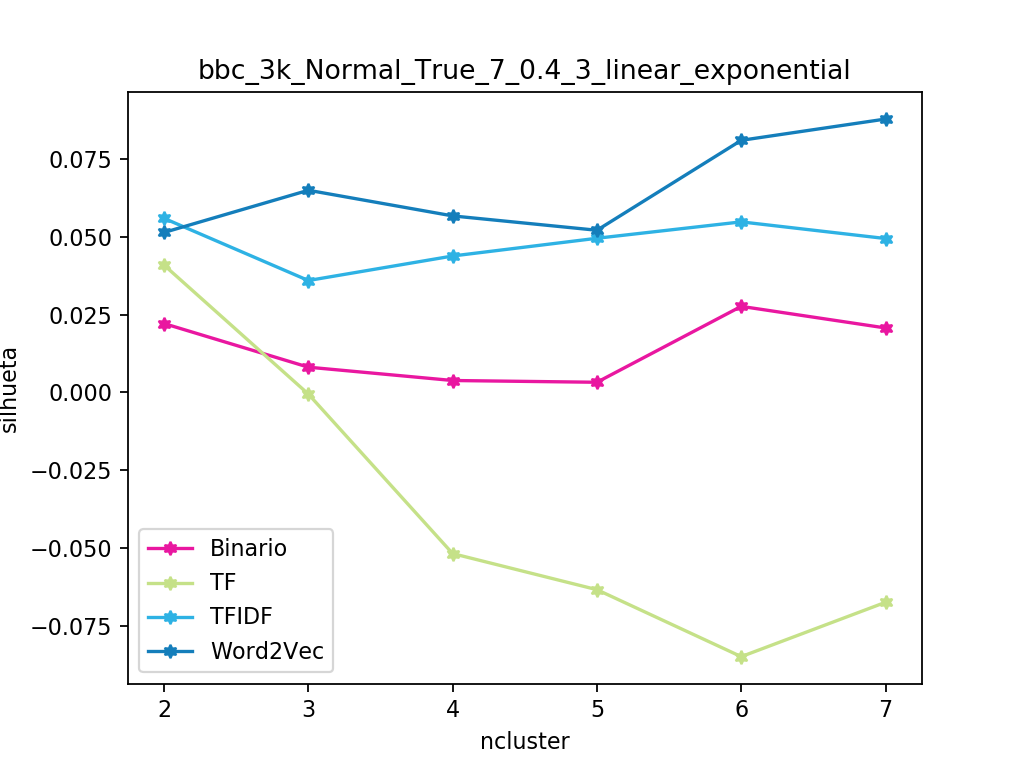 bbc_3k_Normal_True_7_0.4_3_linear_exponential
silhueta
0.075
0.050
0.025
0.000
−0.025
−0.050
−0.075
Binario
TF
TFIDF
Word2Vec
2 3 4 5 6 7
ncluster